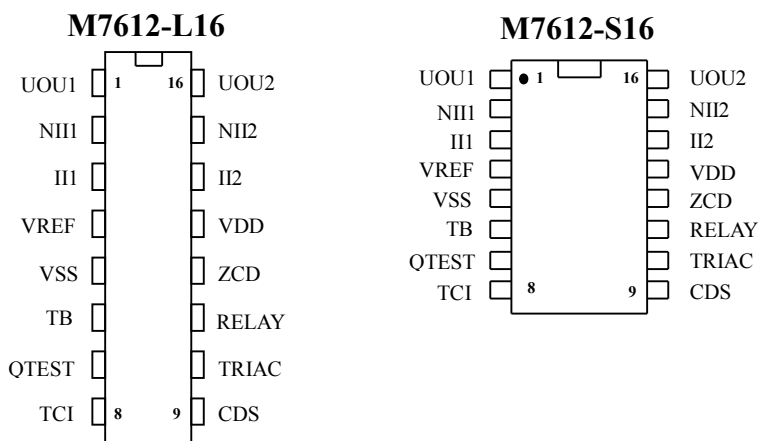 M7612-L16
UOU1 1 16 UOU2
NII1 NII2
II1 II2
VREF VDD
VSS ZCD
TB RELAY
QTEST TRIAC
TCI 8 9 CDS
M7612-S16
UOU1 1 16 UOU2
NII1 NII2
II1 II2
VREF VDD
VSS ZCD
TB RELAY
QTEST TRIAC
TCI 8 9 CDS